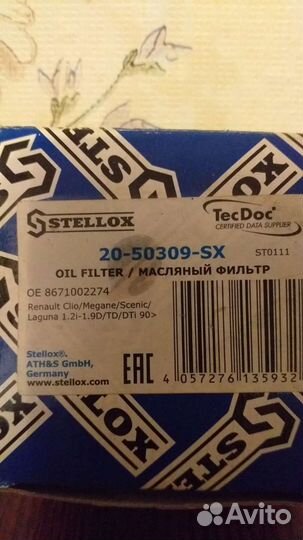 STELLOX
TecDoc
CERTIFIED DATA SUPPLIER
20-50309-SX
ST0111
OIL FILTER / МАСЛЯНЫЙ ФИЛЬТР
OE 8671002274
Renault Clio/Megane/Scenic/
Laguna 1.2i-1.9D/TD/DTi 90>
Stellox®.
ATH&S GmbH,
Germany
www.stellox.com
EAC
4 057276 135932
STELLOX
Avito